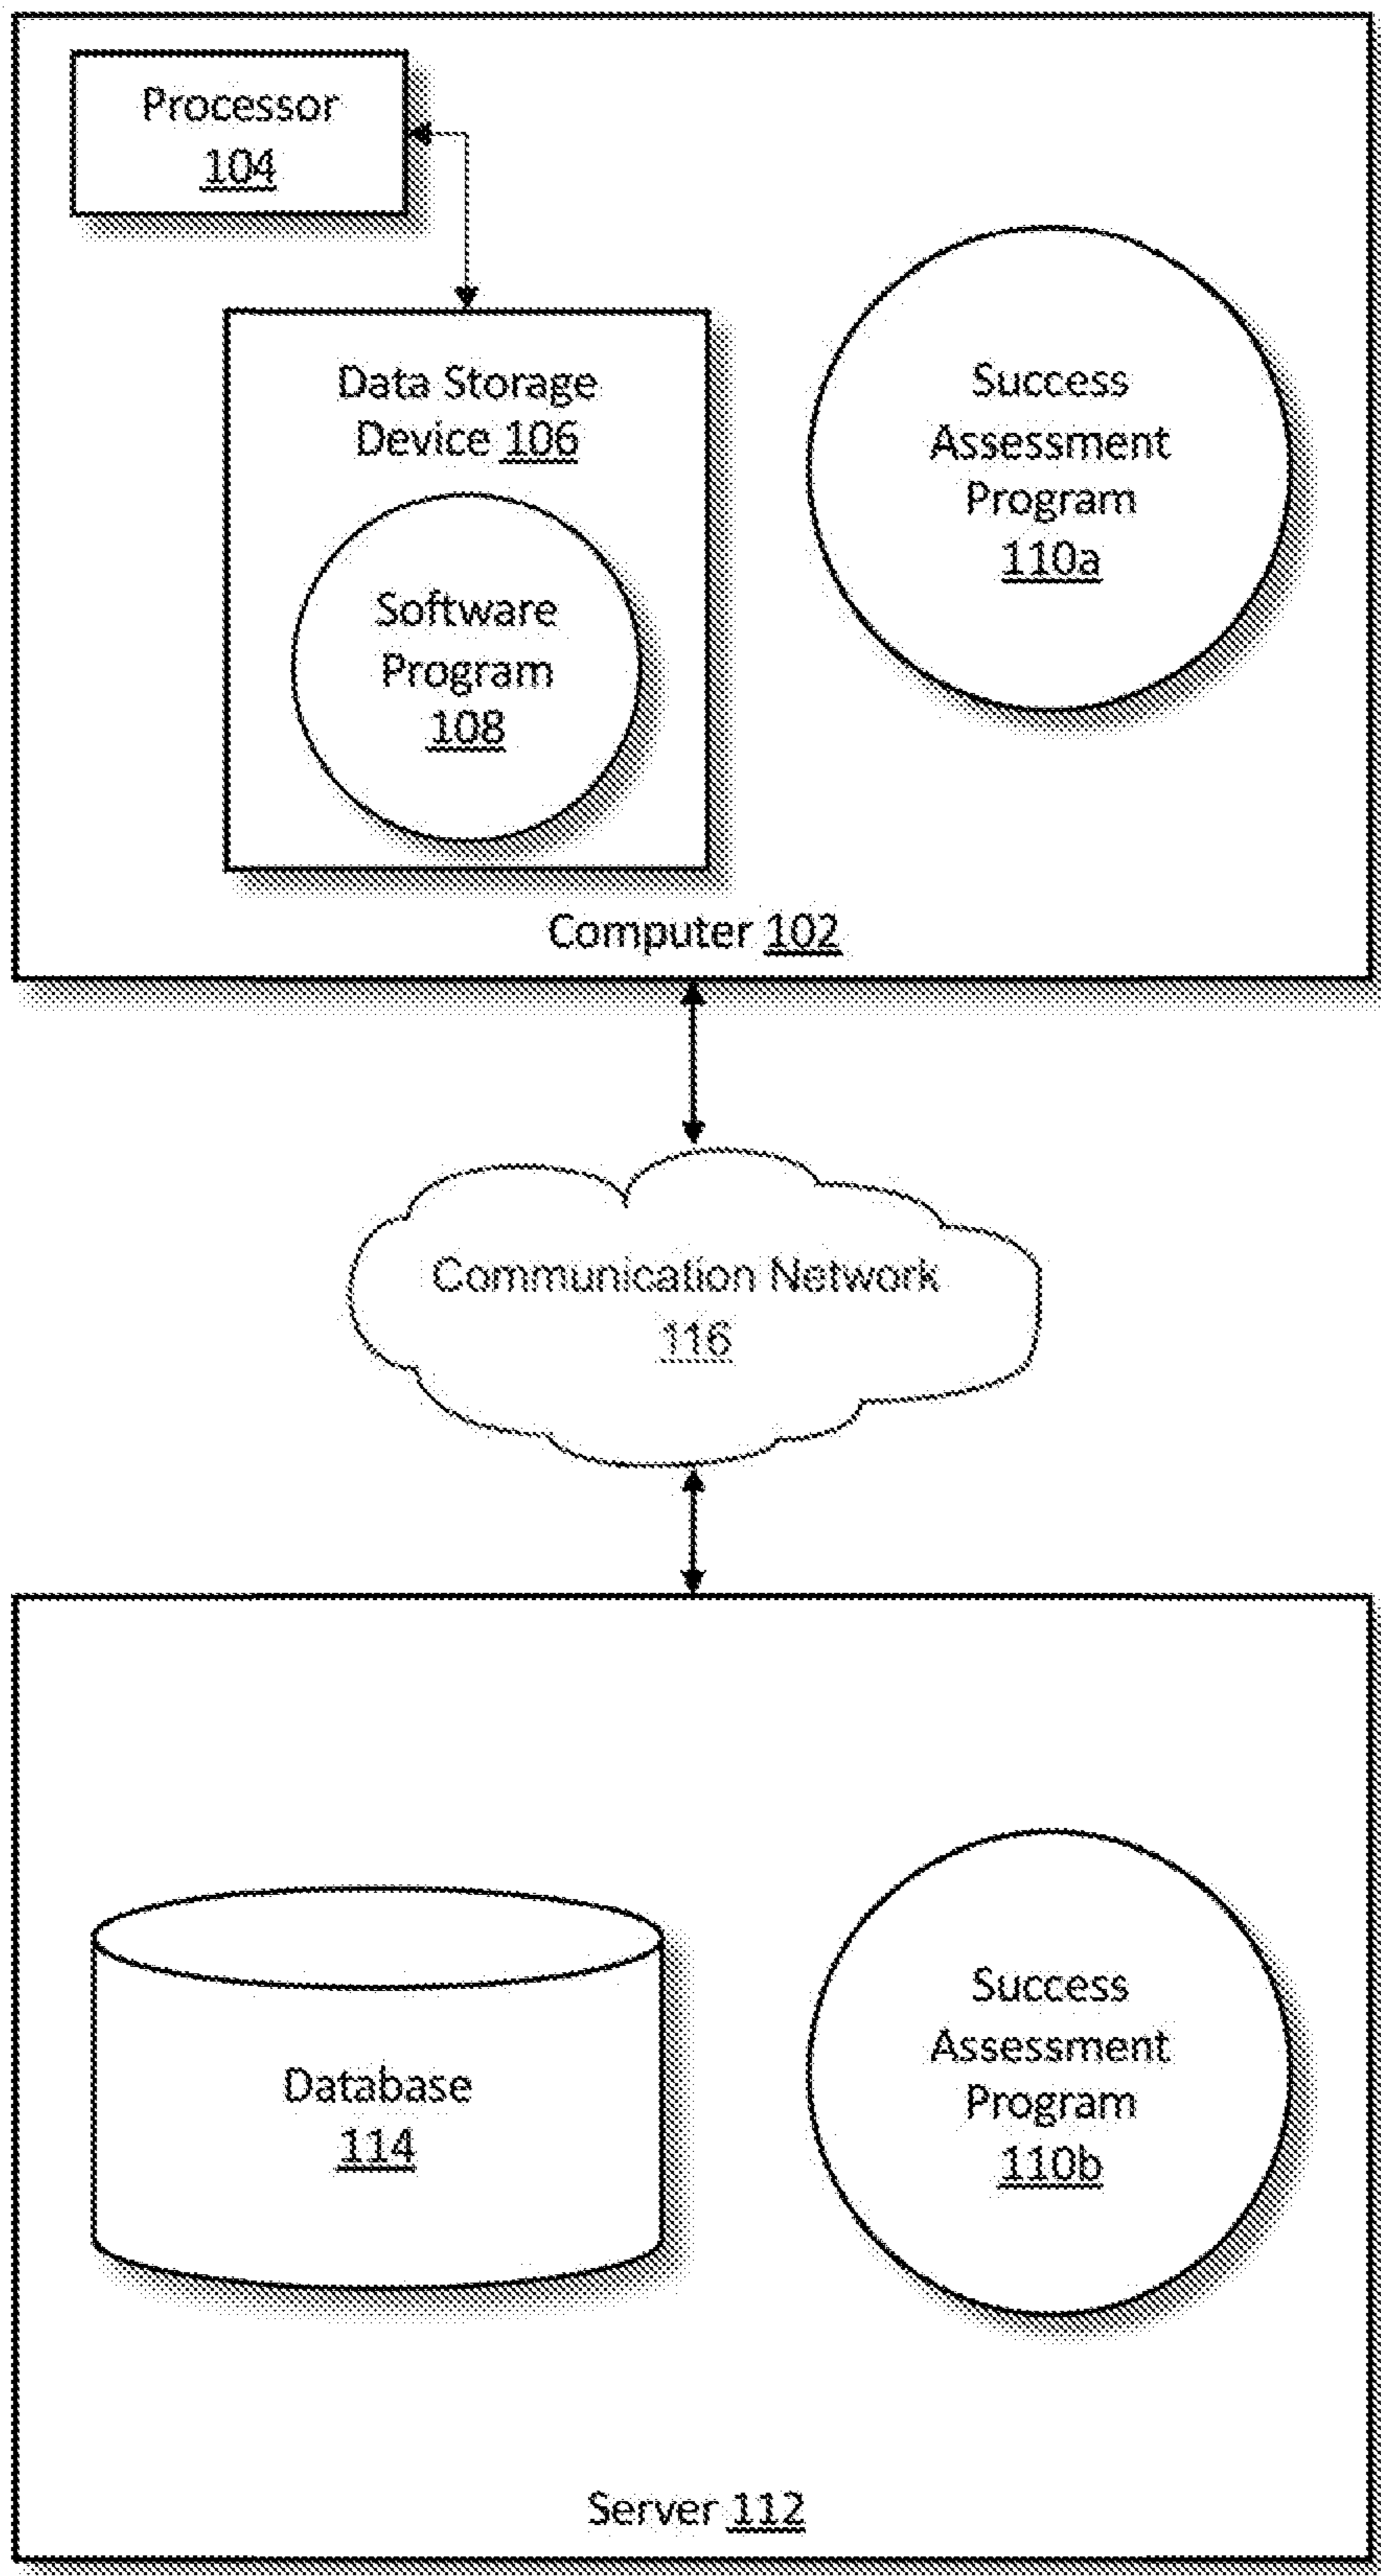 Processor
104
Data Storage
Device 106
Software
Program
108
Success
Assessment
Program
110a
Computer 102
Communication Network
116
Database
114
Success
Assessment
Program
110b
Server 112